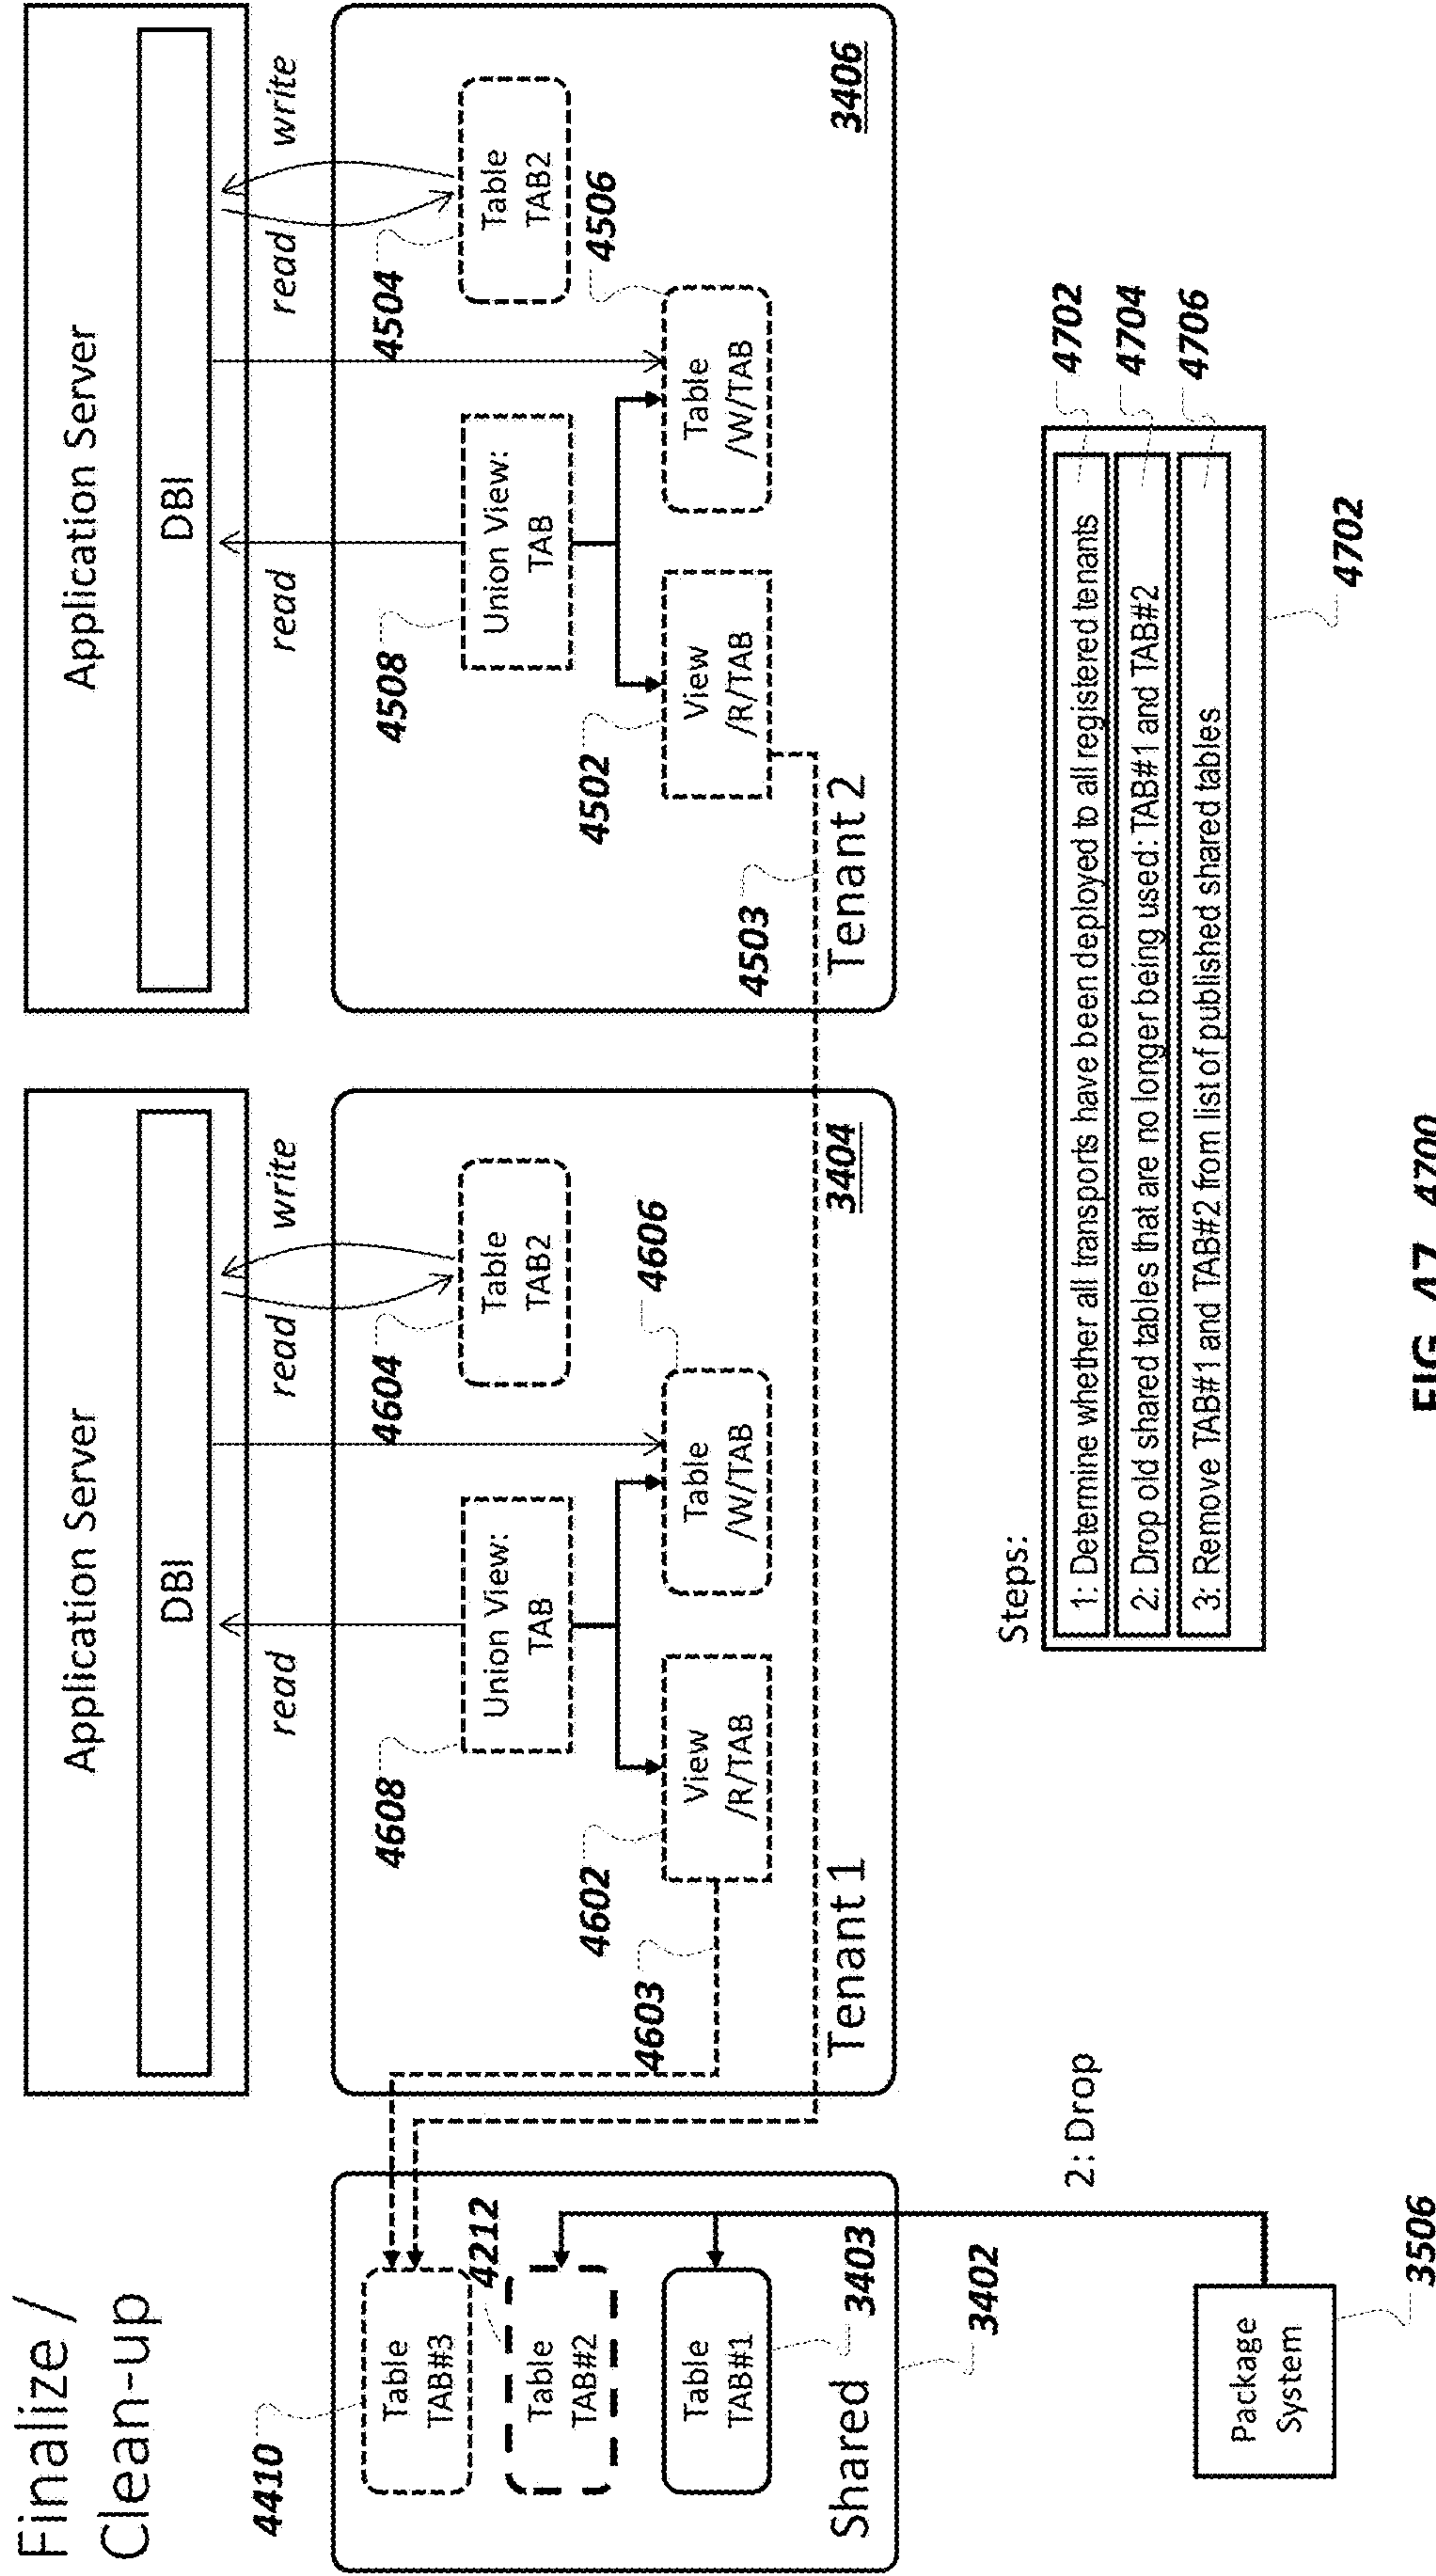 Finalize /
Clean-up
Application Server
DBI
Application Server
DBI
read
read
write
read
read
write
4410
Table
TAB#3
4212
Table
TAB#2
Table
TAB#1
3403
Shared
3402
4608
Union View:
TAB
4604
Table
TAB2
4602
View
/R/TAB
4606
Table
/W/TAB
4603
Tenant 1
3404
4508
Union View:
TAB
4504
Table
TAB2
4502
View
/R/TAB
4506
Table
/W/TAB
4503
Tenant 2
3406
2: Drop
Package
System
3506
Steps:
1: Determine whether all transports have been deployed to all registered tenants
4702
2: Drop old shared tables that are no longer being used: TAB#1 and TAB#2
4704
3: Remove TAB#1 and TAB#2 from list of published shared tables
4706
4702
FIG. 47 4700